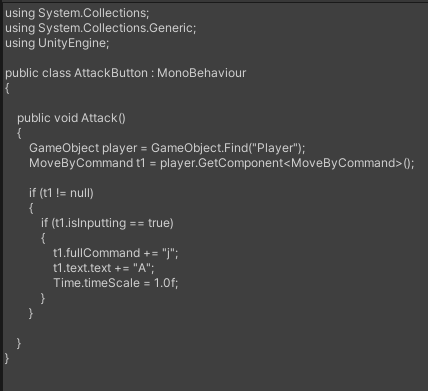 using System.Collections;
using System.Collections.Generic;
using UnityEngine;

public class AttackButton : MonoBehaviour
{

    public void Attack()
    {
        GameObject player = GameObject.Find("Player");
        MoveByCommand t1 = player.GetComponent<MoveByCommand>();

        if (t1 != null)
        {
            if (t1.isInputting == true)
            {
                t1.fullCommand += "j";
                t1.text.text += "A";
                Time.timeScale = 1.0f;
            }
        }

    }
}